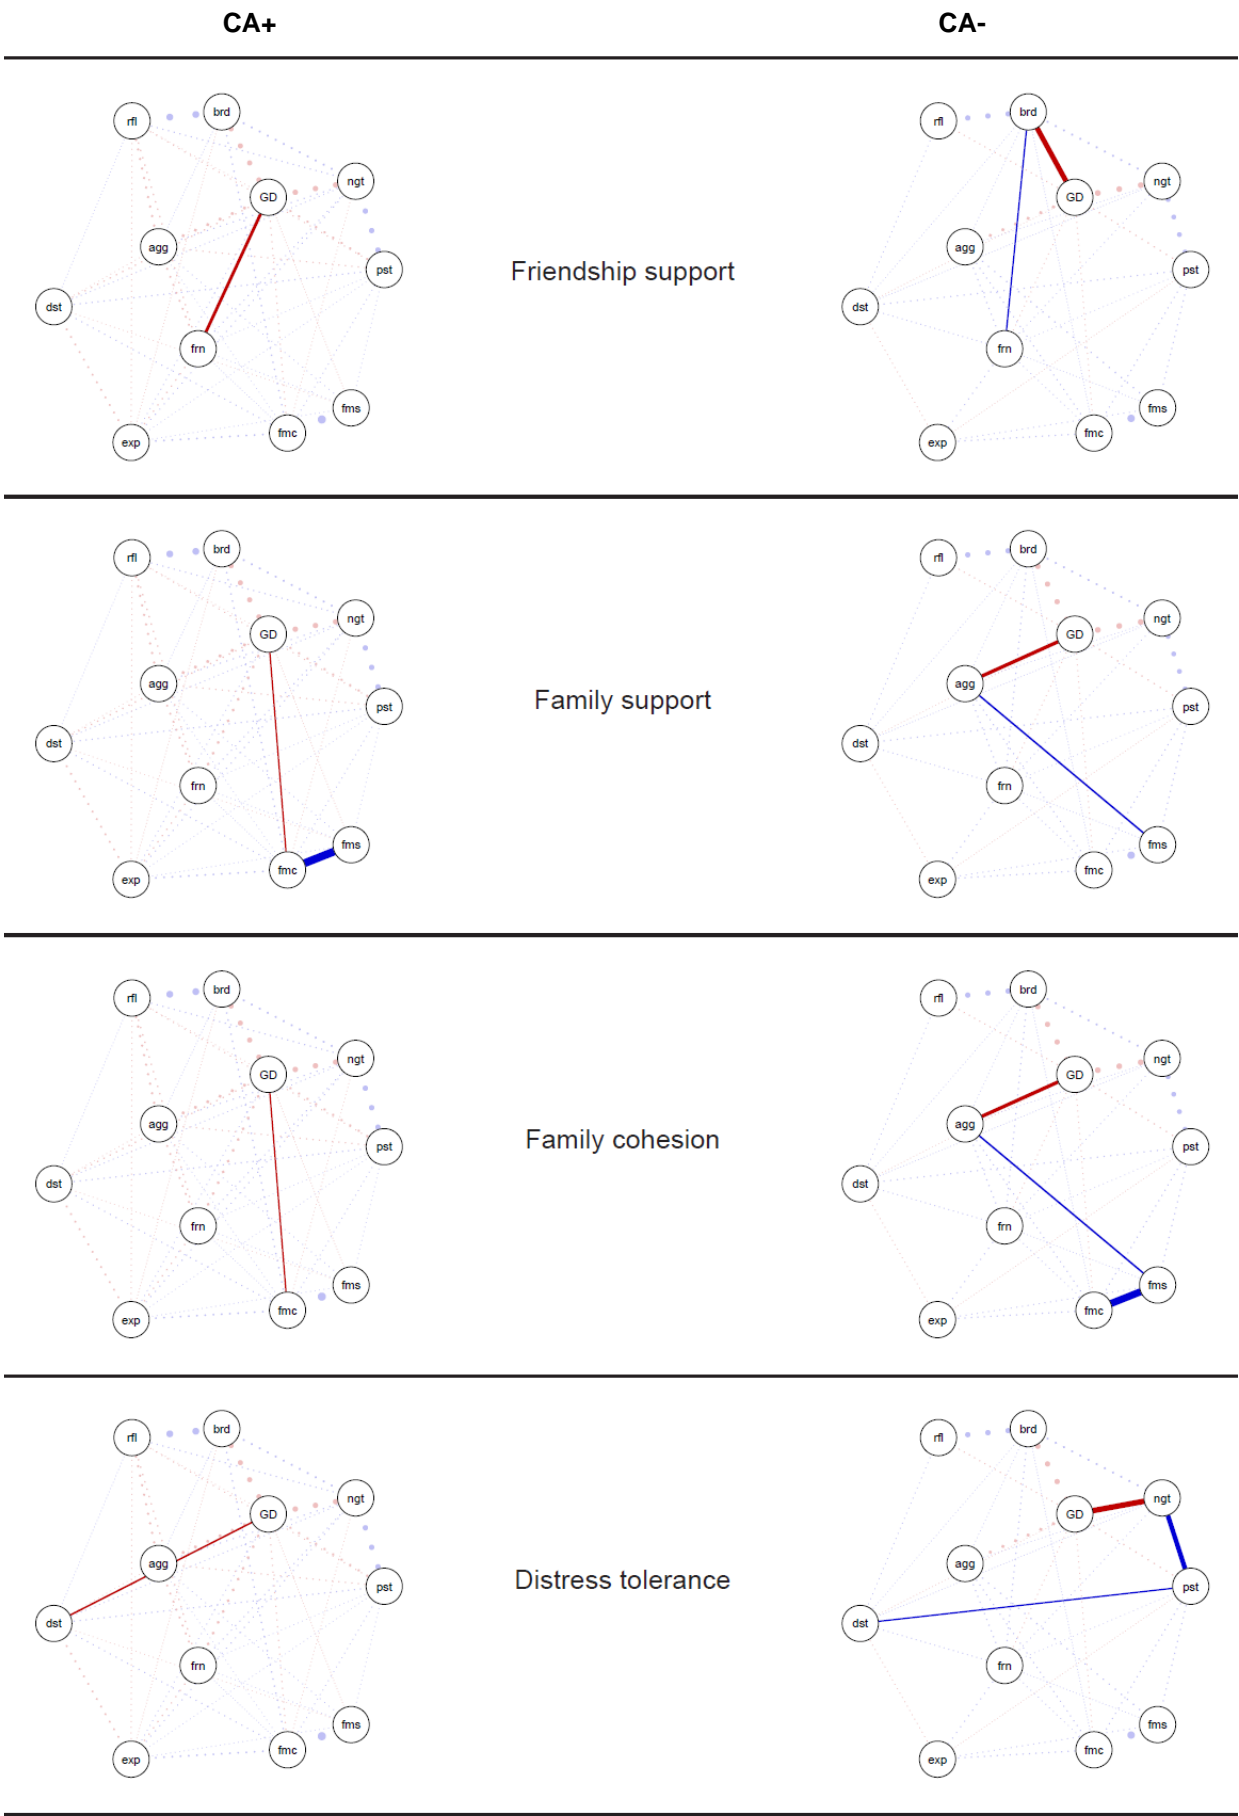 CA+ CA-
rfl brd rfl brd
ngt ngt
GD GD
agg agg
pst Friendship support pst
dst dst
frn frn
fms fms
exp fmc exp fmc
rfl brd rfl brd
ngt ngt
GD GD
agg agg
pst Family support pst
dst dst
frn frn
fms fms
exp fmc exp fmc
rfl brd rfl brd
ngt ngt
GD GD
agg agg
pst Family cohesion pst
dst dst
frn frn
fms fms
exp fmc exp fmc
rfl brd rfl brd
ngt ngt
GD GD
agg agg
pst Distress tolerance pst
dst dst
frn frn
fms fms
exp fmc exp fmc